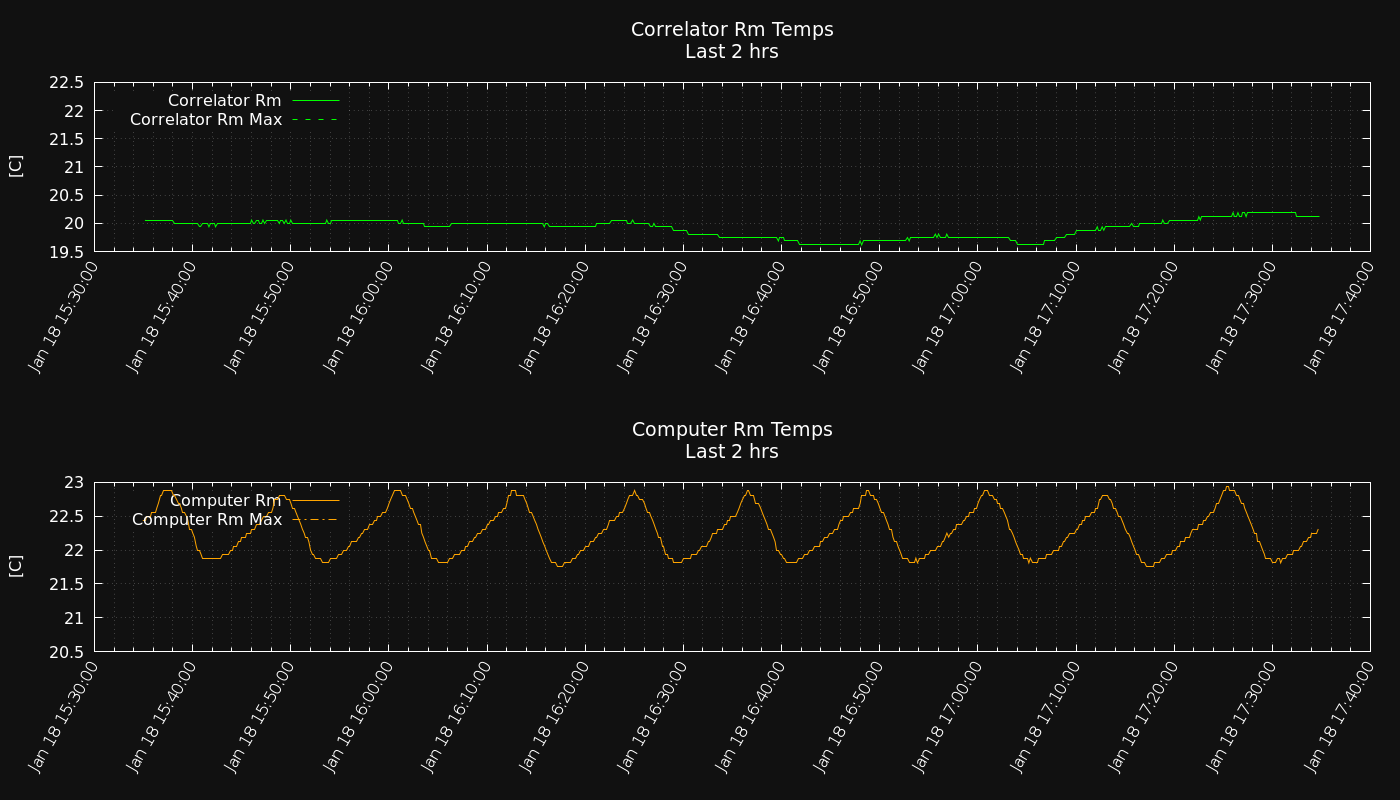 Correlator Rm Temps
Last 2 hrs
22.5
22
21.5
21
20.5
20
19.5
[C]
Correlator Rm
Correlator Rm Max
Jan 18 15:30:00
Jan 18 15:40:00
Jan 18 15:50:00
Jan 18 16:00:00
Jan 18 16:10:00
Jan 18 16:20:00
Jan 18 16:30:00
Jan 18 16:40:00
Jan 18 16:50:00
Jan 18 17:00:00
Jan 18 17:10:00
Jan 18 17:20:00
Jan 18 17:30:00
Jan 18 17:40:00
Computer Rm Temps
Last 2 hrs
23
22.5
22
21.5
21
20.5
[C]
Computer Rm
Computer Rm Max
Jan 18 15:30:00
Jan 18 15:40:00
Jan 18 15:50:00
Jan 18 16:00:00
Jan 18 16:10:00
Jan 18 16:20:00
Jan 18 16:30:00
Jan 18 16:40:00
Jan 18 16:50:00
Jan 18 17:00:00
Jan 18 17:10:00
Jan 18 17:20:00
Jan 18 17:30:00
Jan 18 17:40:00